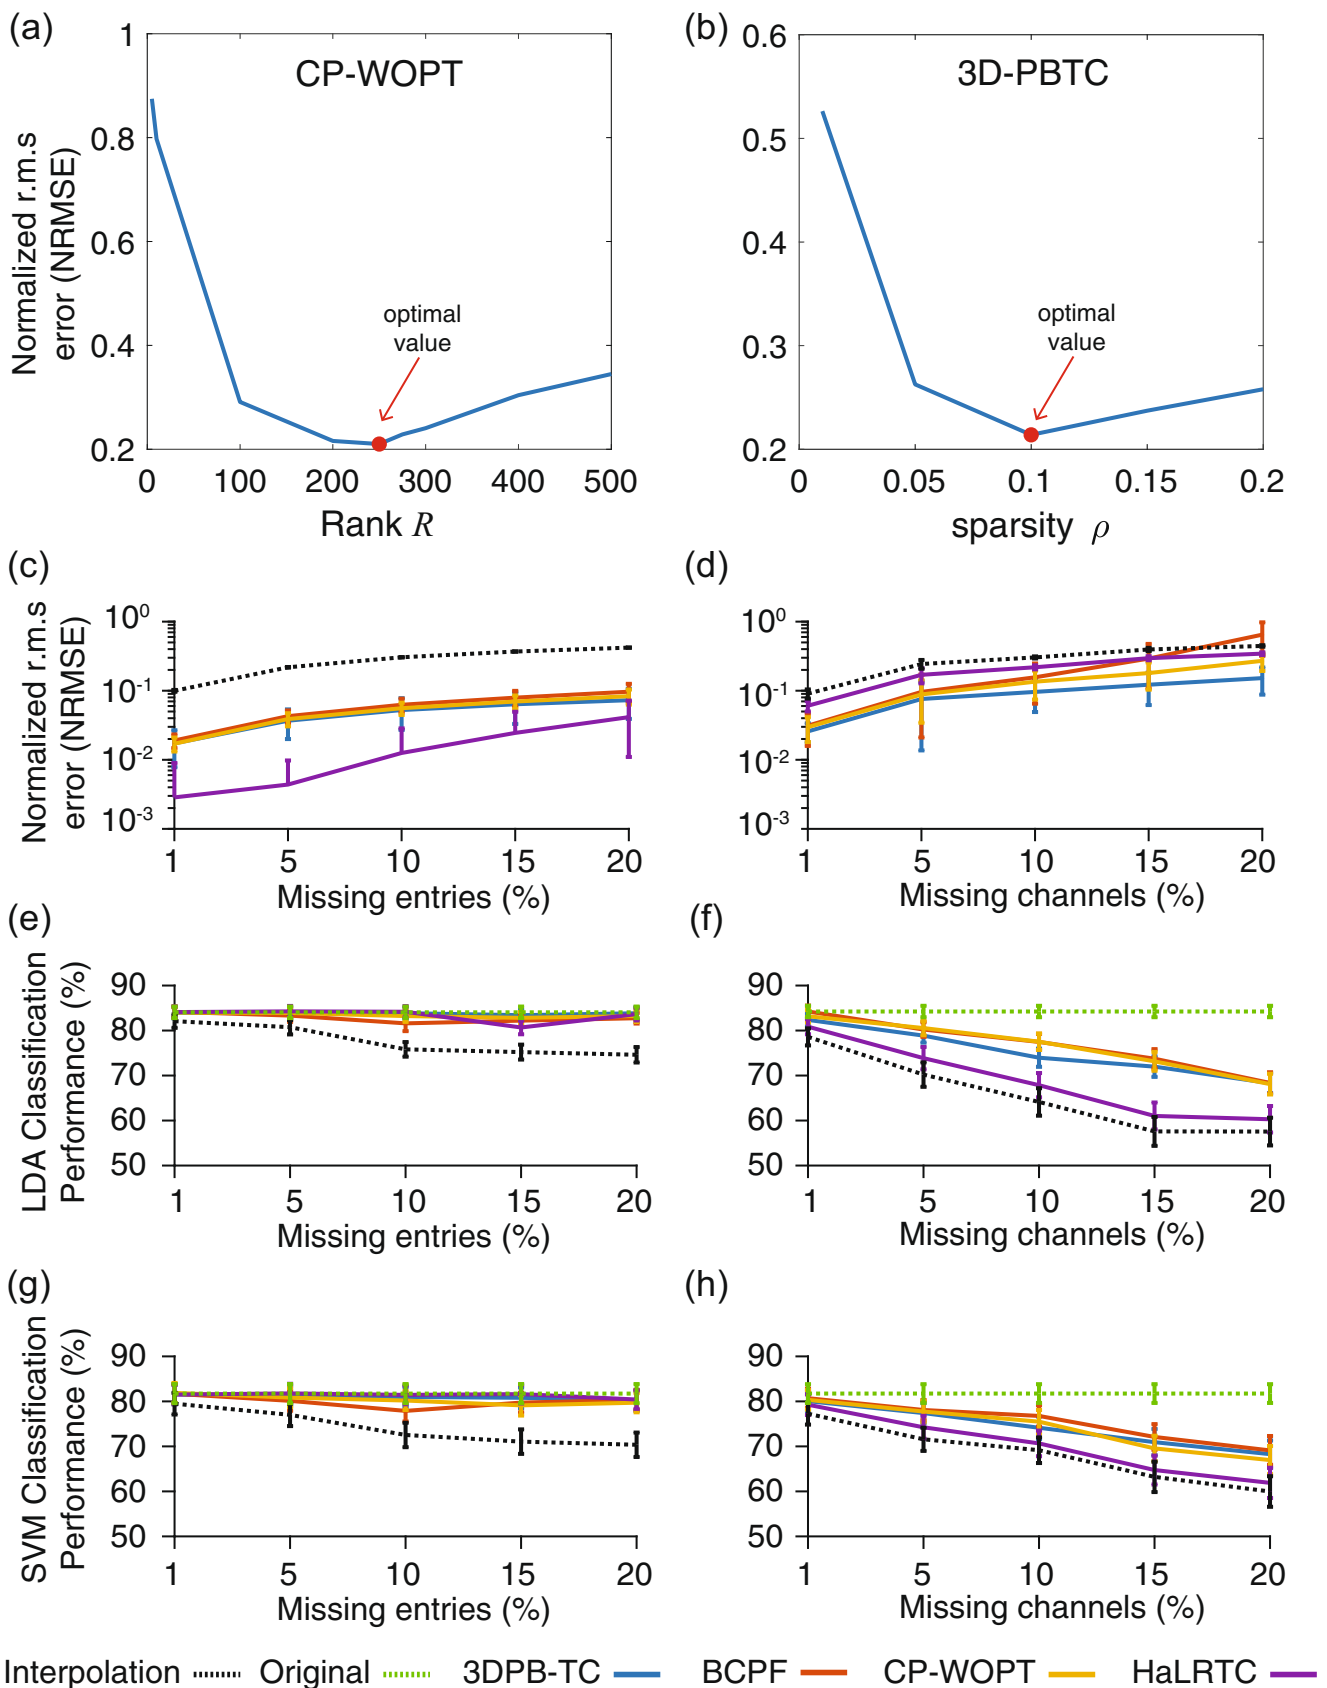 (a)
1
0.8
0.6
0.4
0.2
0 100 200 300 400 500
CP-WOPT
optimal
value
Normalized r.m.s
error (NRMSE)
Rank R
(b)
0.6
0.5
0.4
0.3
0.2
0 0.05 0.1 0.15 0.2
3D-PBTC
optimal
value
sparsity ρ
(c)
10⁰
10⁻¹
10⁻²
10⁻³
1 5 10 15 20
Normalized r.m.s
error (NRMSE)
Missing entries (%)
(d)
10⁰
10⁻¹
10⁻²
10⁻³
1 5 10 15 20
Missing channels (%)
(e)
90
80
70
60
50
1 5 10 15 20
LDA Classification
Performance (%)
Missing entries (%)
(f)
90
80
70
60
50
1 5 10 15 20
Missing channels (%)
(g)
90
80
70
60
50
1 5 10 15 20
SVM Classification
Performance (%)
Missing entries (%)
(h)
90
80
70
60
50
1 5 10 15 20
Missing channels (%)
Interpolation Original 3DPB-TC BCPF CP-WOPT HaLRTC